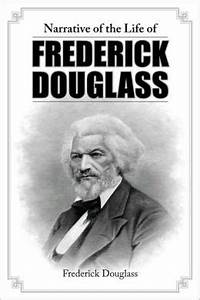 Narrative of the Life of
FREDERICK
DOUGLASS
Frederick Douglass